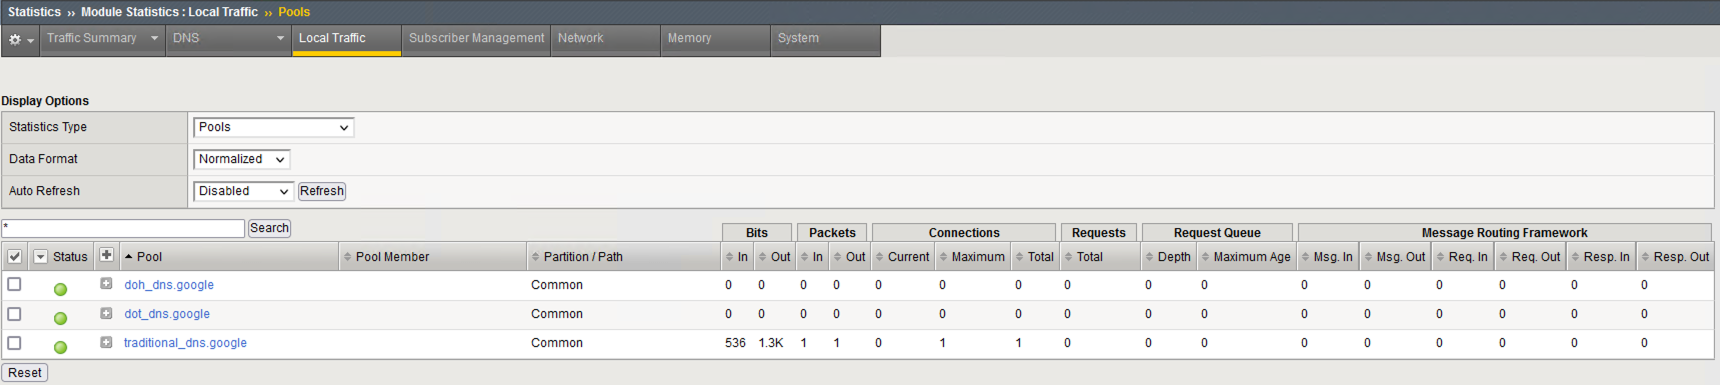 Statistics ›› Module Statistics : Local Traffic ›› Pools
Traffic Summary DNS Local Traffic Subscriber Management Network Memory System
Display Options
Statistics Type Pools
Data Format Normalized
Auto Refresh Disabled Refresh
* Search Bits Packets Connections Requests Request Queue Message Routing Framework
Status Pool Pool Member Partition / Path In Out In Out Current Maximum Total Total Depth Maximum Age Msg. In Msg. Out Req. In Req. Out Resp. In Resp. Out
doh_dns.google Common 0 0 0 0 0 0 0 0 0 0 0 0 0 0 0 0
dot_dns.google Common 0 0 0 0 0 0 0 0 0 0 0 0 0 0 0 0
traditional_dns.google Common 536 1.3K 1 1 0 1 1 0 0 0 0 0 0 0 0 0
Reset